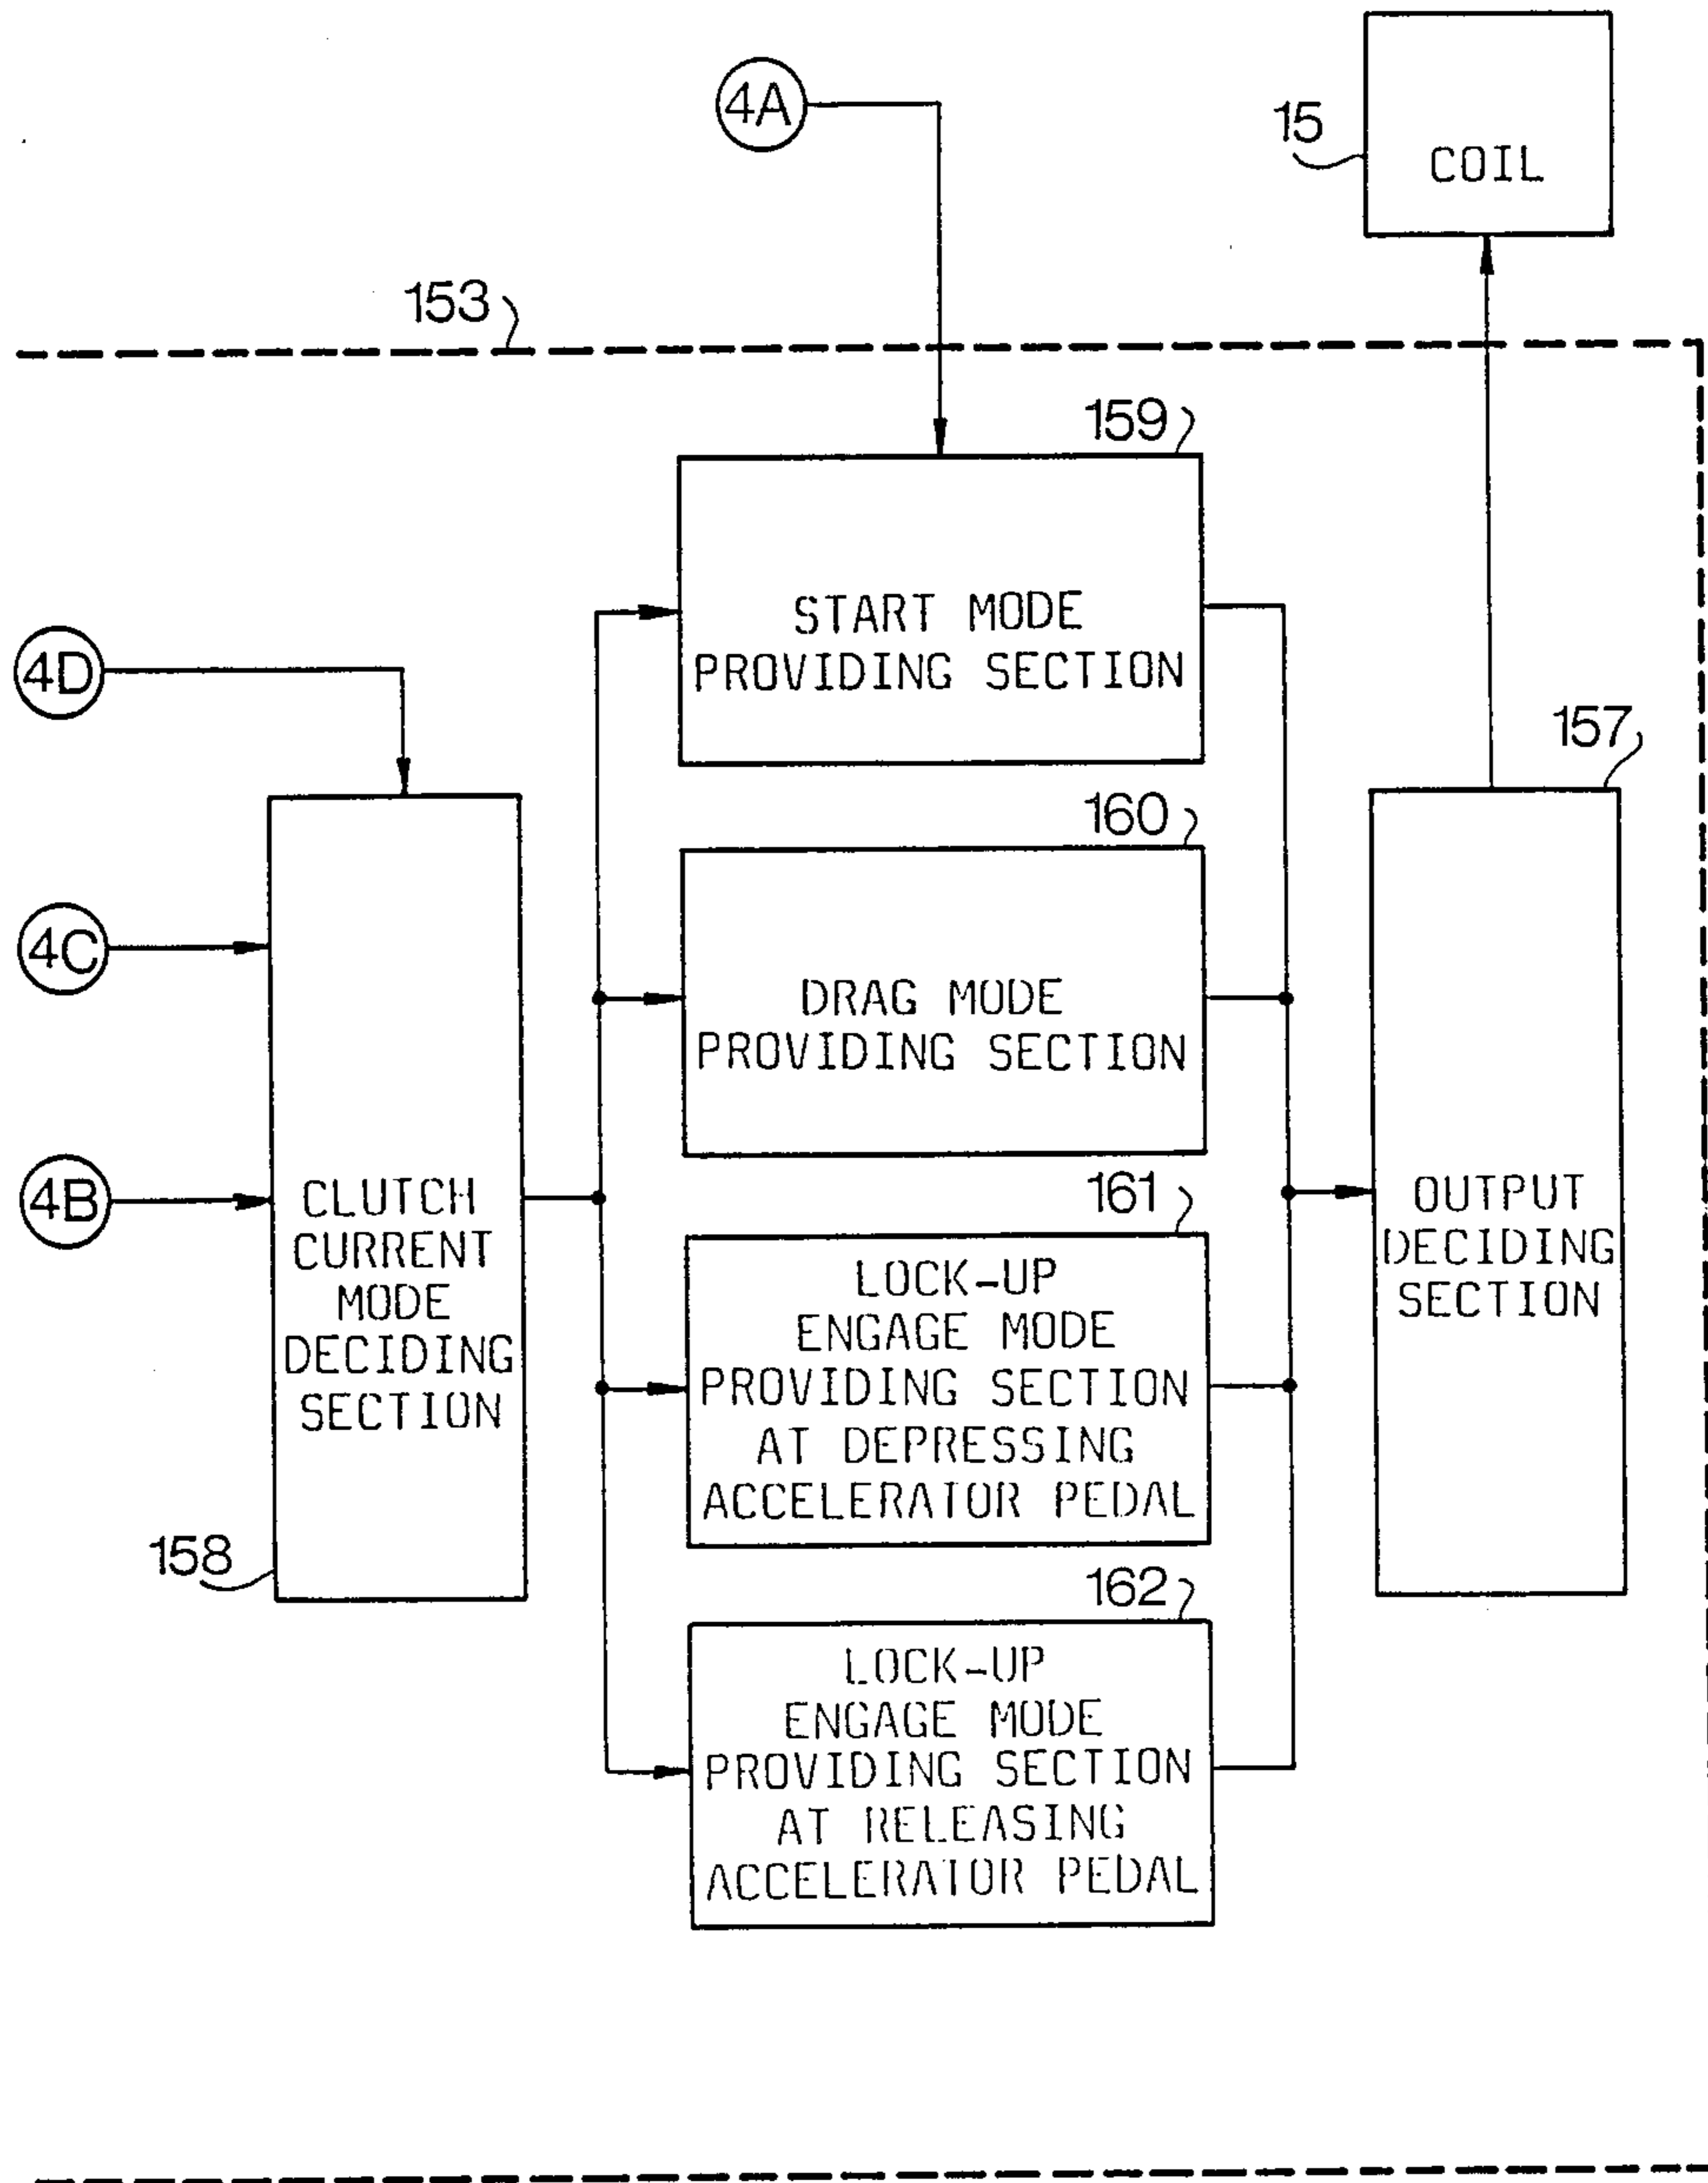 4A
15
COIL
153
159
START MODE
PROVIDING SECTION
4D
157
160
4C
DRAG MODE
PROVIDING SECTION
161
4B
CLUTCH
CURRENT
MODE
DECIDING
SECTION
OUTPUT
DECIDING
SECTION
LOCK-UP
ENGAGE MODE
PROVIDING SECTION
AT DEPRESSING
ACCELERATOR PEDAL
158
162
LOCK-UP
ENGAGE MODE
PROVIDING SECTION
AT RELEASING
ACCELERATOR PEDAL